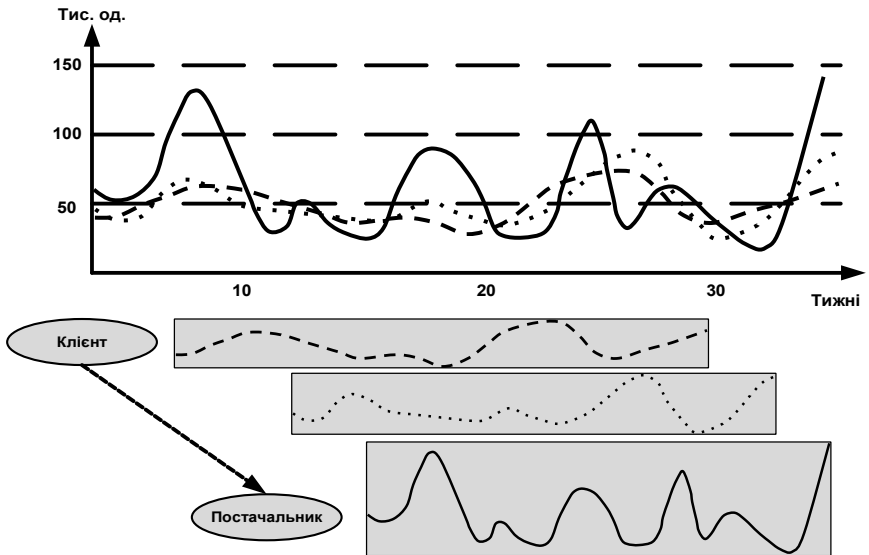 Тис. од.
150
100
50
10 20 30
Тижні
Клієнт
Постачальник